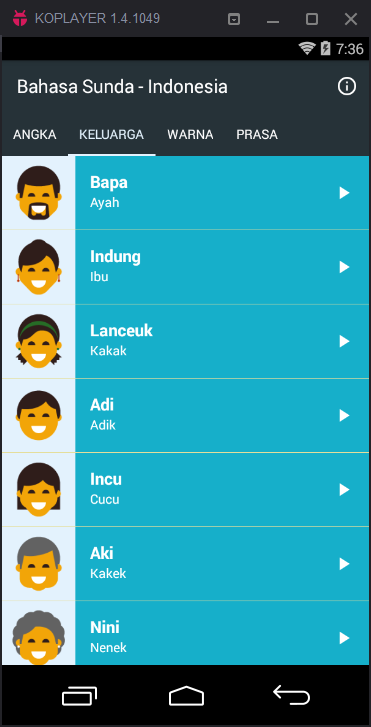 KOPLAYER 1.4.1049
7:36
Bahasa Sunda - Indonesia
ANGKA KELUARGA WARNA PRASA
Bapa
Ayah
Indung
Ibu
Lanceuk
Kakak
Adi
Adik
Incu
Cucu
Aki
Kakek
Nini
Nenek